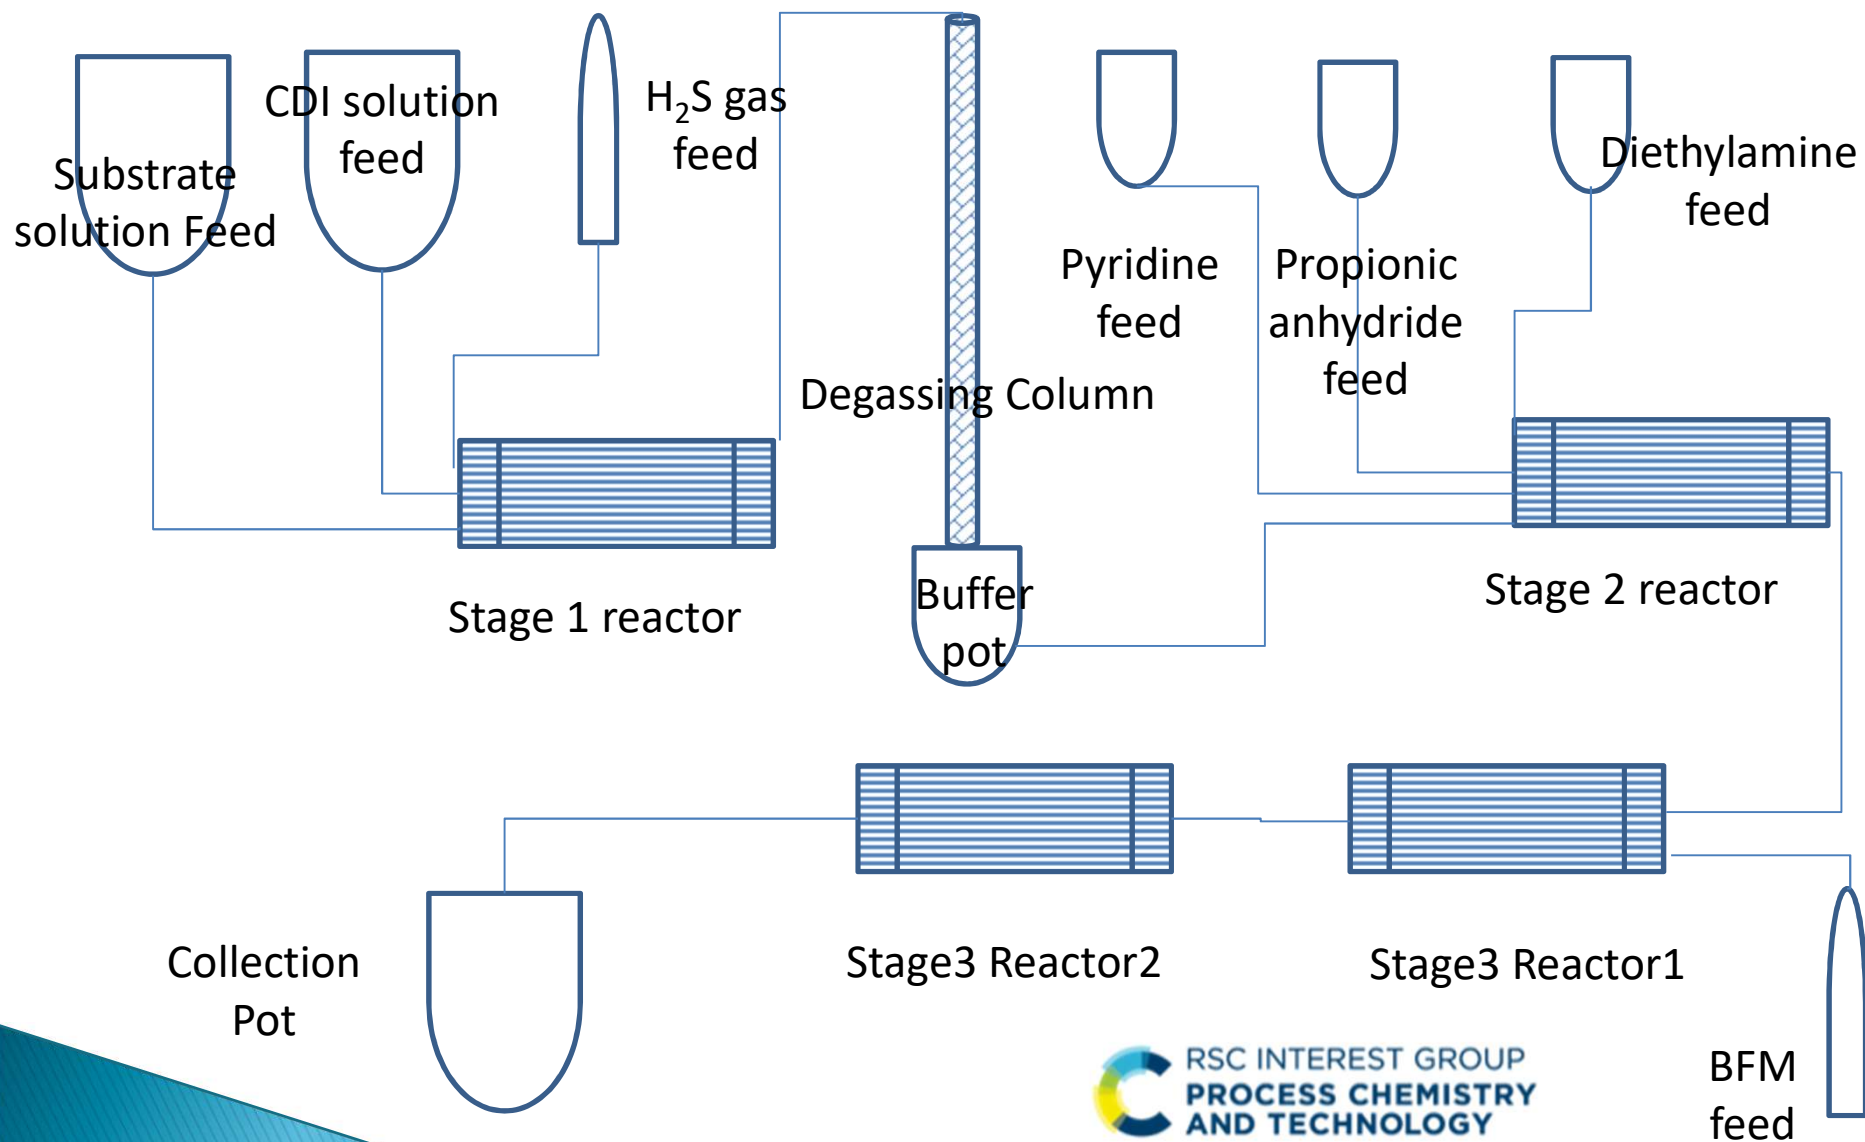 Substrate
solution Feed
CDI solution
feed
H₂S gas
feed
Degassing Column
Pyridine
feed
Propionic
anhydride
feed
Diethylamine
feed
Stage 1 reactor
Buffer
pot
Stage 2 reactor
Collection
Pot
Stage3 Reactor2
Stage3 Reactor1
BFM
feed
RSC INTEREST GROUP
PROCESS CHEMISTRY
AND TECHNOLOGY